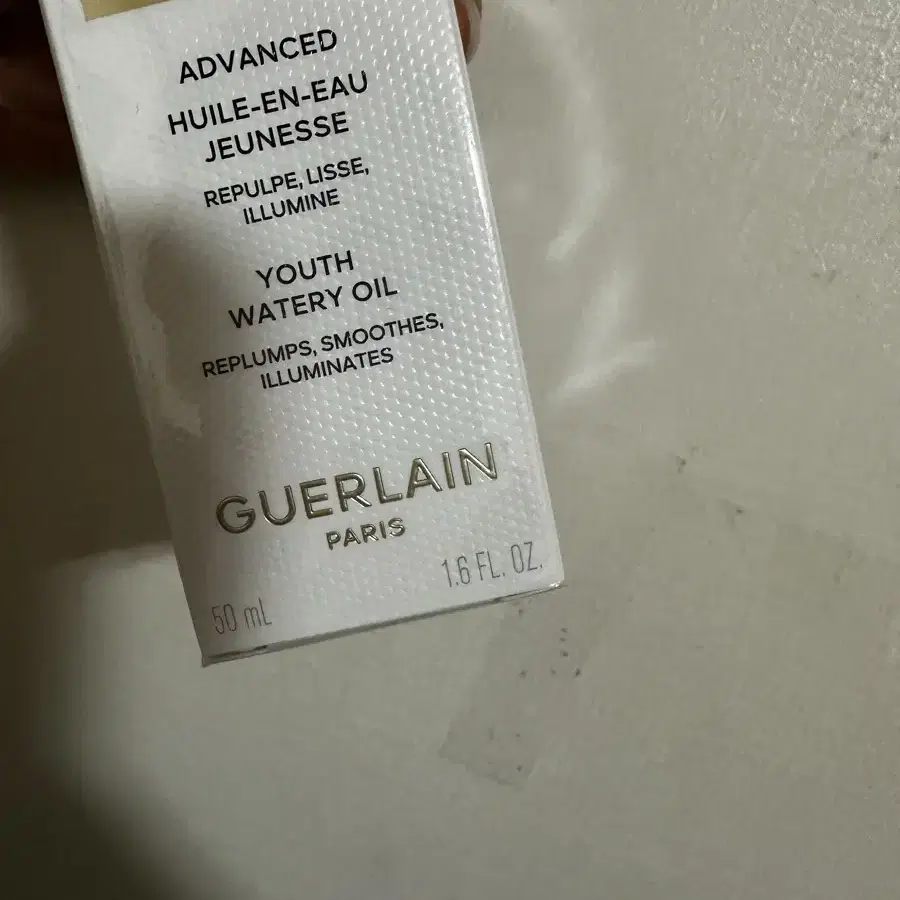 ADVANCED
HUILE-EN-EAU
JEUNESSE
REPULPE, LISSE,
ILLUMINE
YOUTH
WATERY OIL
REPLUMPS, SMOOTHES,
ILLUMINATES
GUERLAIN
PARIS
50 mL 1.6 FL. OZ.